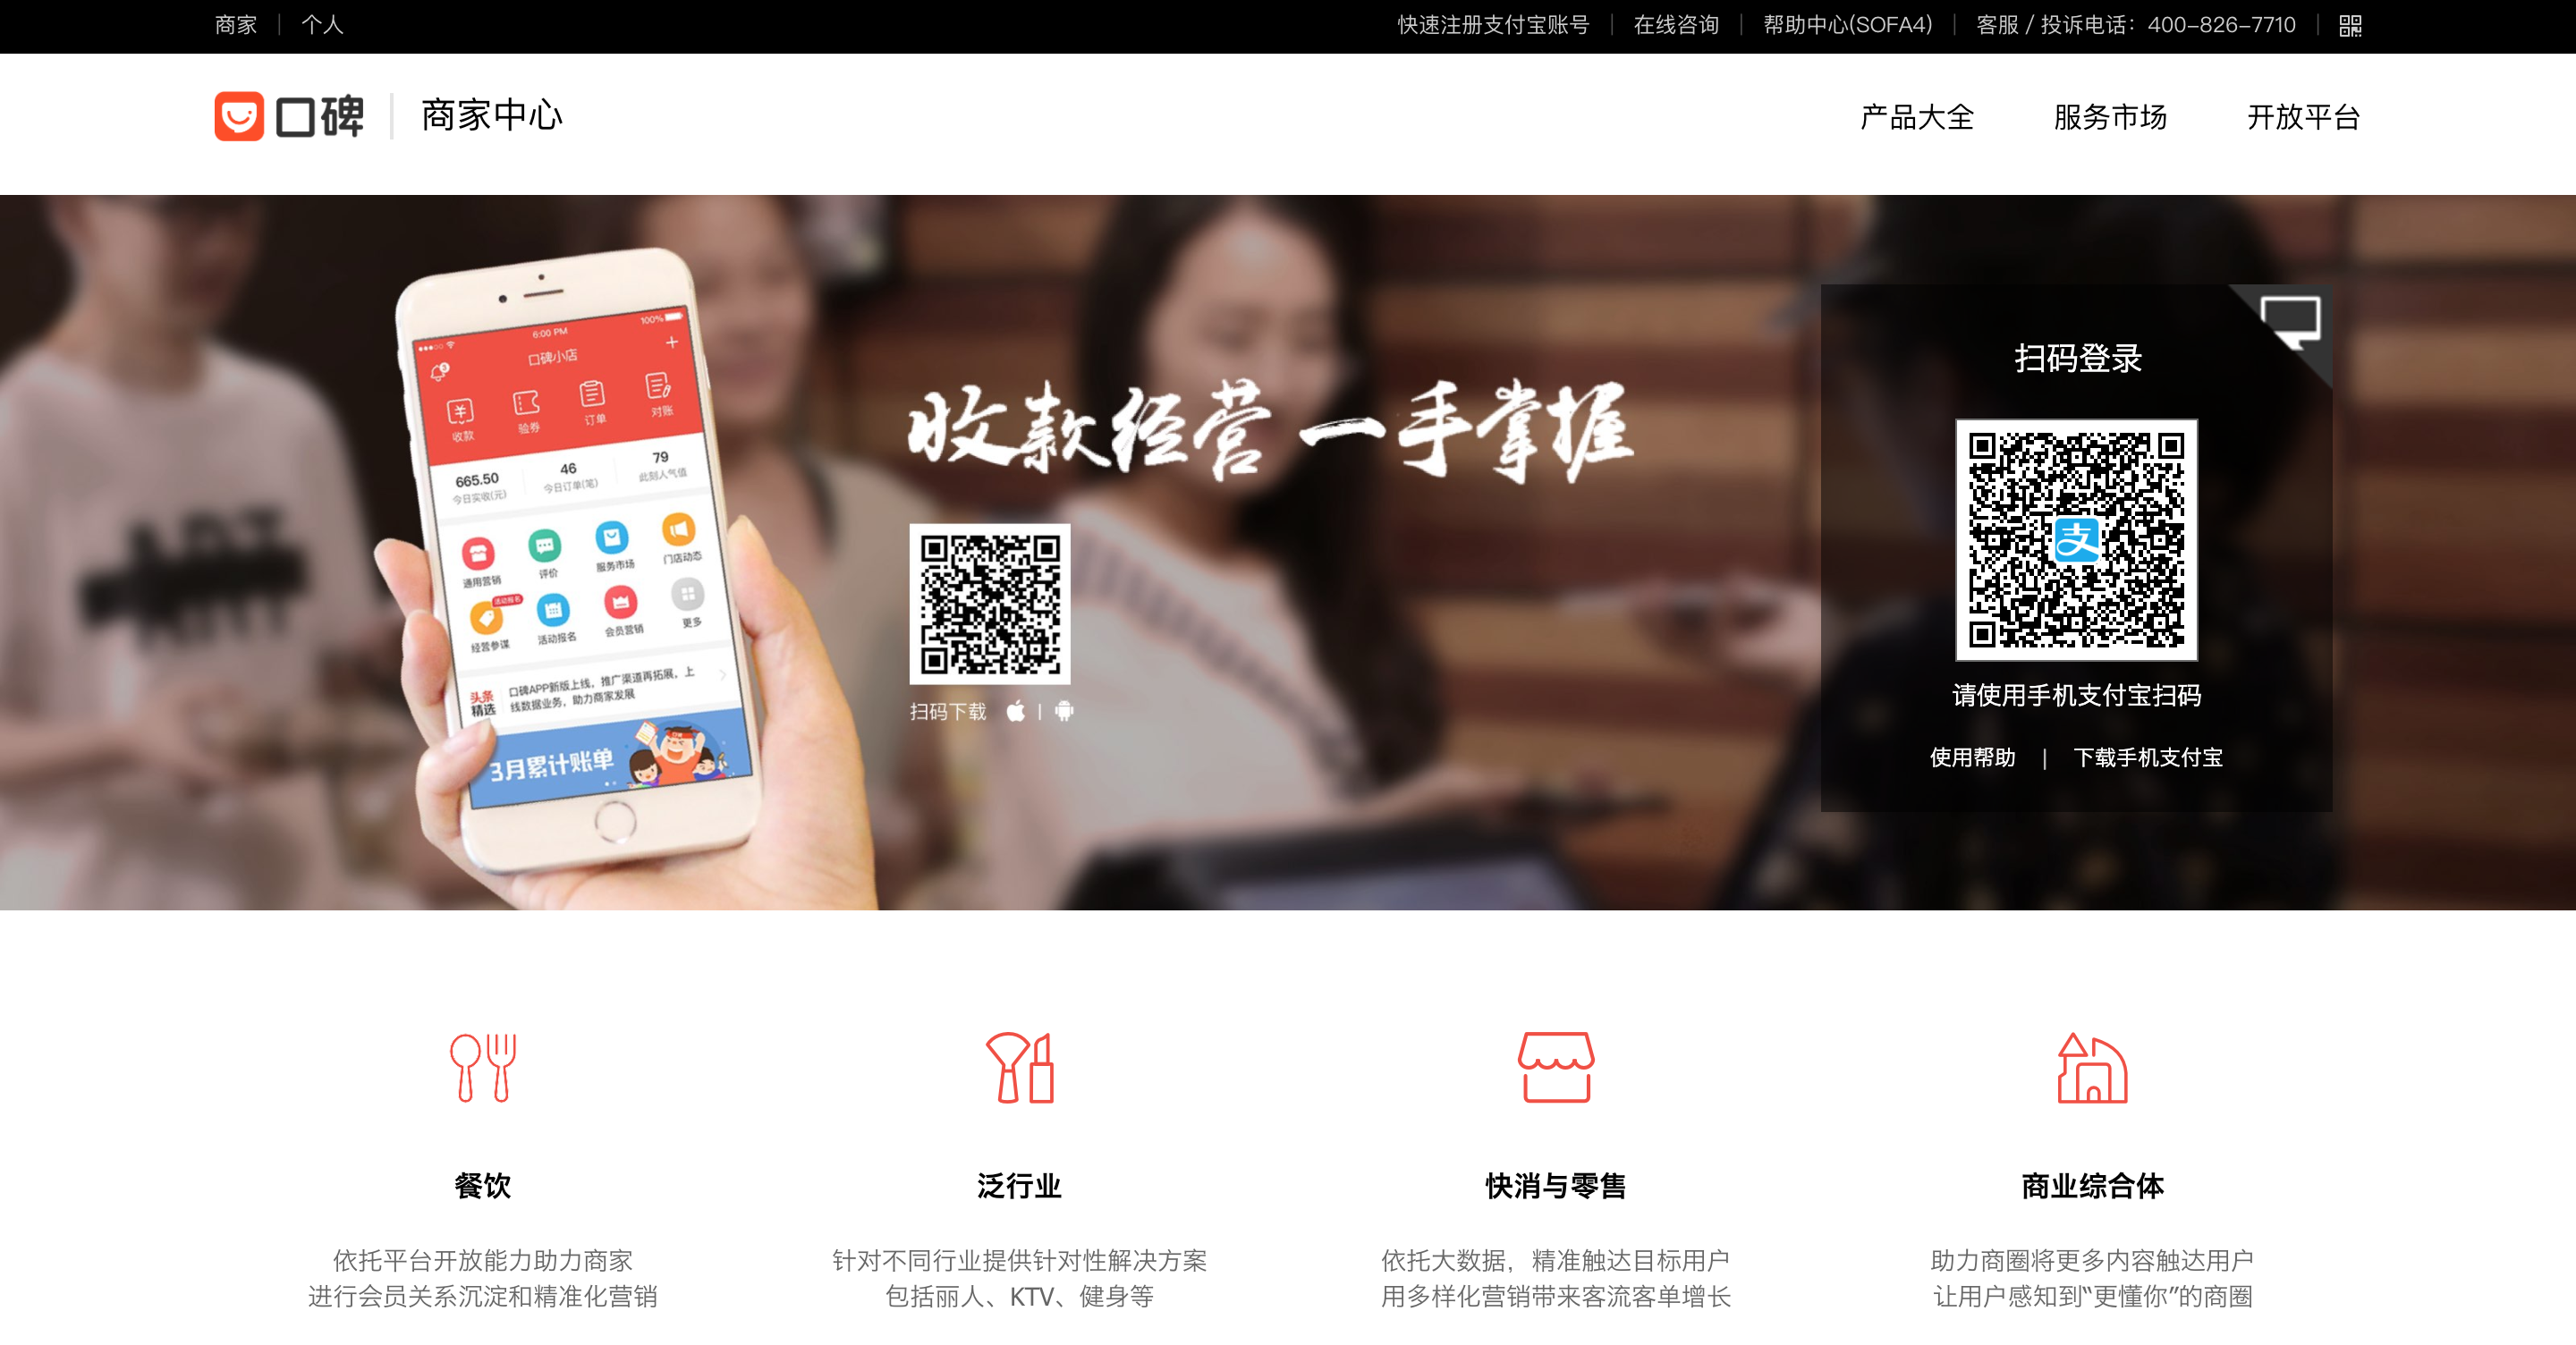 商家 | 个人
快速注册支付宝账号 | 在线咨询 | 帮助中心(SOFA4) | 客服 / 投诉电话：400-826-7710
口碑 | 商家中心
产品大全 服务市场 开放平台
6:00 PM 100%
口碑小店
3
收款 验券 订单 对账
665.50 46 79
今日实收(元) 今日订单(笔) 此刻人气值
通用营销 评价 服务市场 门店动态
活动报名
经营参谋 活动报名 会员营销 更多
头条 口碑APP新版上线，推广渠道再拓展，上
精选 线数据业务，助力商家发展
3月累计账单
收款经营 一手掌握
扫码下载 |
扫码登录
支
请使用手机支付宝扫码
使用帮助 | 下载手机支付宝
餐饮
依托平台开放能力助力商家
进行会员关系沉淀和精准化营销
泛行业
针对不同行业提供针对性解决方案
包括丽人、KTV、健身等
快消与零售
依托大数据，精准触达目标用户
用多样化营销带来客流客单增长
商业综合体
助力商圈将更多内容触达用户
让用户感知到“更懂你”的商圈